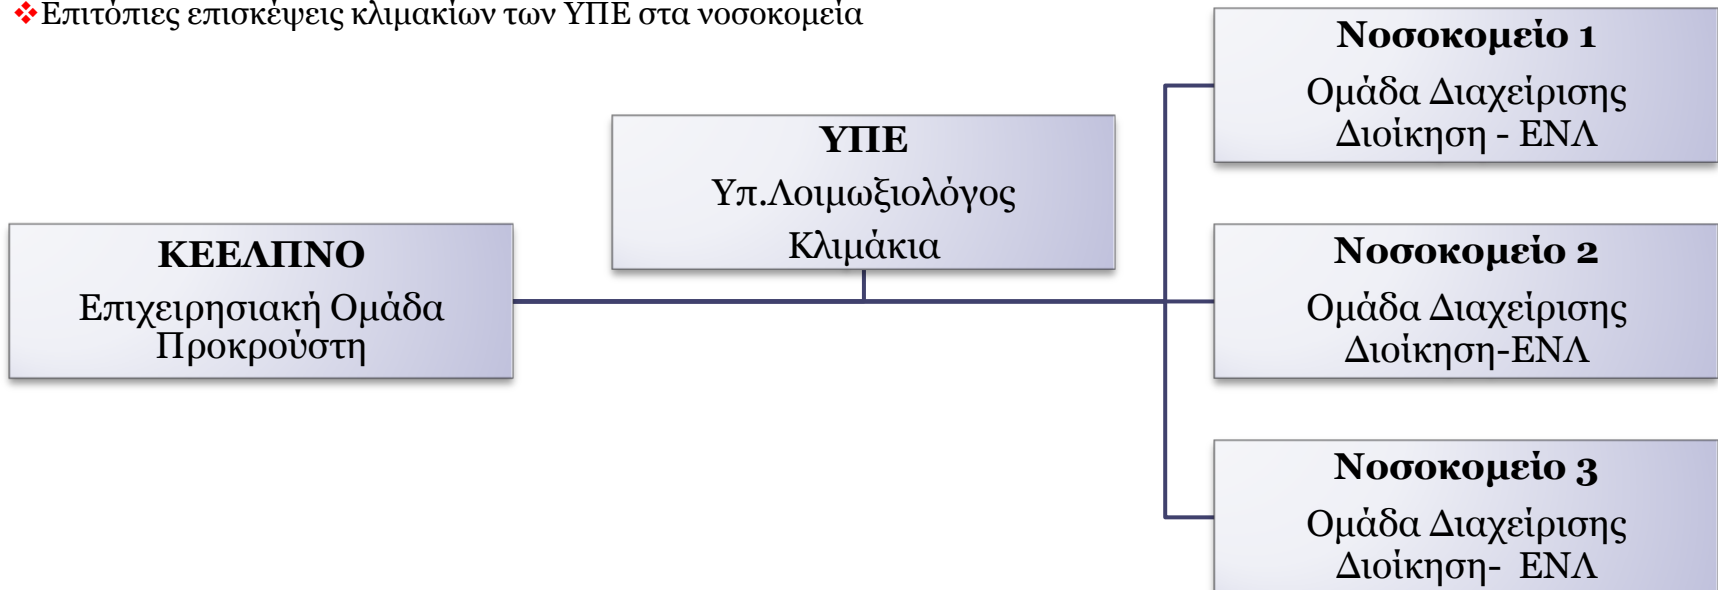 ❖Επιτόπιες επισκέψεις κλιμακίων των ΥΠΕ στα νοσοκομεία
ΚΕΕΛΠΝΟ
Επιχειρησιακή Ομάδα
Προκρούστη
ΥΠΕ
Υπ.Λοιμωξιολόγος
Κλιμάκια
Νοσοκομείο 1
Ομάδα Διαχείρισης
Διοίκηση - ΕΝΛ
Νοσοκομείο 2
Ομάδα Διαχείρισης
Διοίκηση-ΕΝΛ
Νοσοκομείο 3
Ομάδα Διαχείρισης
Διοίκηση-  ΕΝΛ